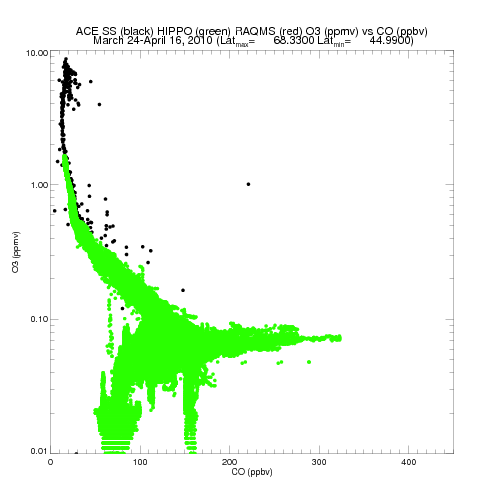 ACE SS (black) HIPPO (green) RAQMS (red) O3 (ppmv) vs CO (ppbv)
March 24-April 16, 2010 (Latmax= 68.3300 Latmin= 44.9900)
10.00
1.00
0.10
0.01
O3 (ppmv)
0 100 200 300 400
CO (ppbv)